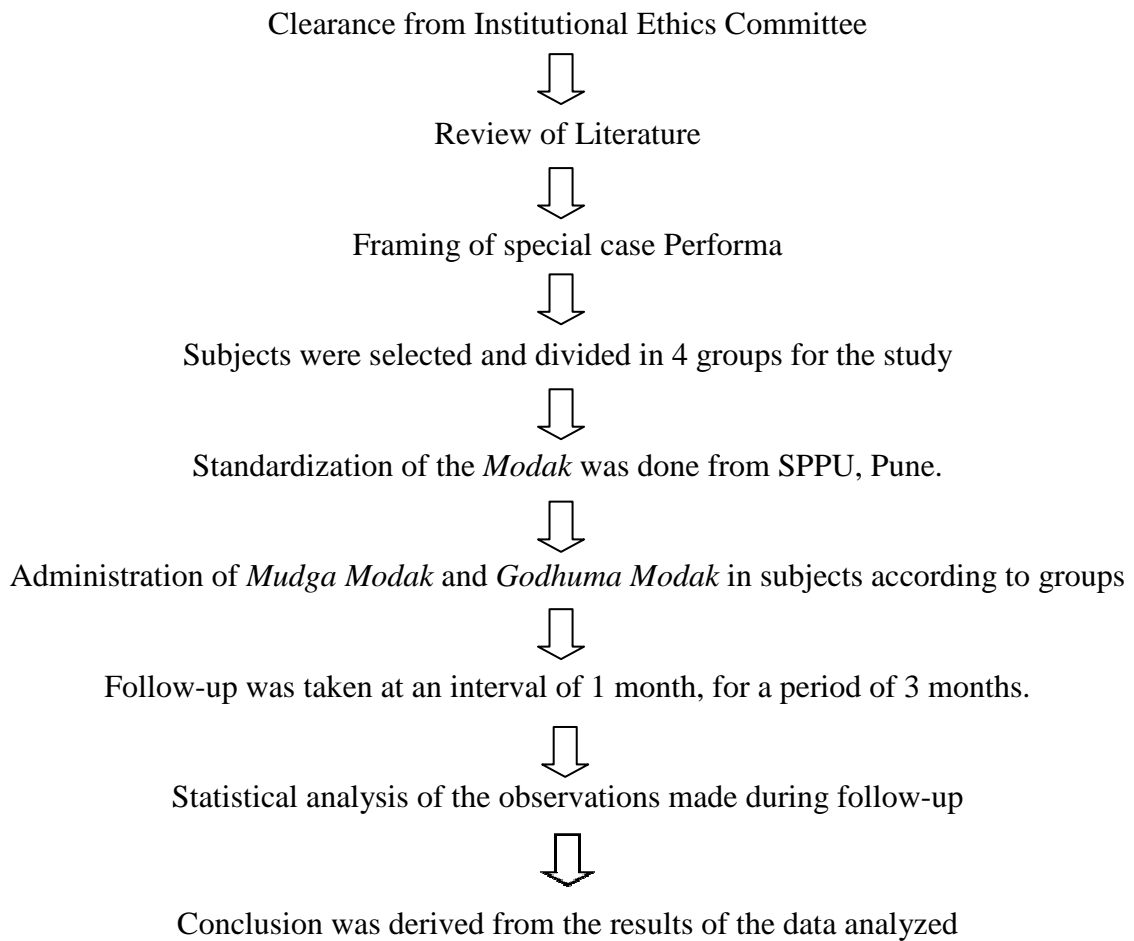 Clearance from Institutional Ethics Committee
Review of Literature
Framing of special case Performa
Subjects were selected and divided in 4 groups for the study
Standardization of the Modak was done from SPPU, Pune.
Administration of Mudga Modak and Godhuma Modak in subjects according to groups
Follow-up was taken at an interval of 1 month, for a period of 3 months.
Statistical analysis of the observations made during follow-up
Conclusion was derived from the results of the data analyzed